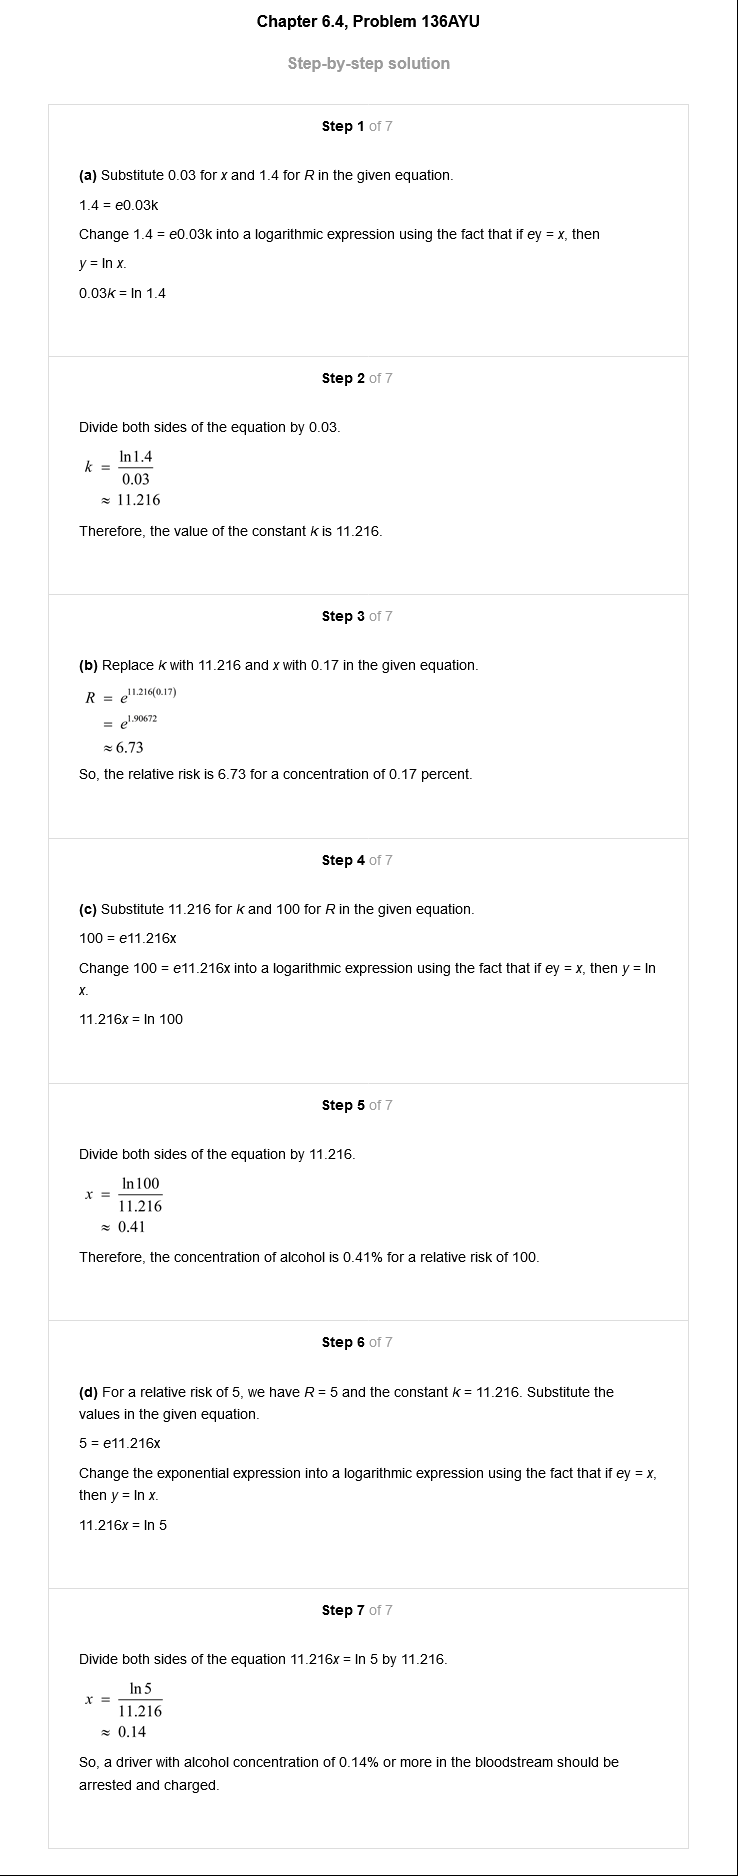 Chapter 6.4, Problem 136AYU
Step-by-step solution
Step 1 of 7
(a) Substitute 0.03 for x and 1.4 for R in the given equation.
1.4 = e0.03k
Change 1.4 = e0.03k into a logarithmic expression using the fact that if ey = x, then
y = ln x.
0.03k = ln 1.4
Step 2 of 7
Divide both sides of the equation by 0.03.
k = ln1.4
0.03
≈ 11.216
Therefore, the value of the constant k is 11.216.
Step 3 of 7
(b) Replace k with 11.216 and x with 0.17 in the given equation.
R = e^11.216(0.17)
= e^1.90672
≈ 6.73
So, the relative risk is 6.73 for a concentration of 0.17 percent.
Step 4 of 7
(c) Substitute 11.216 for k and 100 for R in the given equation.
100 = e11.216x
Change 100 = e11.216x into a logarithmic expression using the fact that if ey = x, then y = ln
x.
11.216x = ln 100
Step 5 of 7
Divide both sides of the equation by 11.216.
x = ln100
11.216
≈ 0.41
Therefore, the concentration of alcohol is 0.41% for a relative risk of 100.
Step 6 of 7
(d) For a relative risk of 5, we have R = 5 and the constant k = 11.216. Substitute the
values in the given equation.
5 = e11.216x
Change the exponential expression into a logarithmic expression using the fact that if ey = x,
then y = ln x.
11.216x = ln 5
Step 7 of 7
Divide both sides of the equation 11.216x = ln 5 by 11.216.
x = ln5
11.216
≈ 0.14
So, a driver with alcohol concentration of 0.14% or more in the bloodstream should be
arrested and charged.